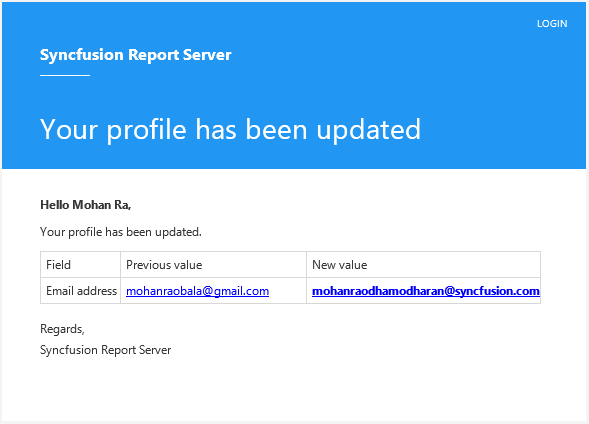 LOGIN
Syncfusion Report Server
Your profile has been updated
Hello Mohan Ra,
Your profile has been updated.
Field Previous value New value
Email address mohanraobala@gmail.com mohanraodhamodharan@syncfusion.com
Regards,
Syncfusion Report Server